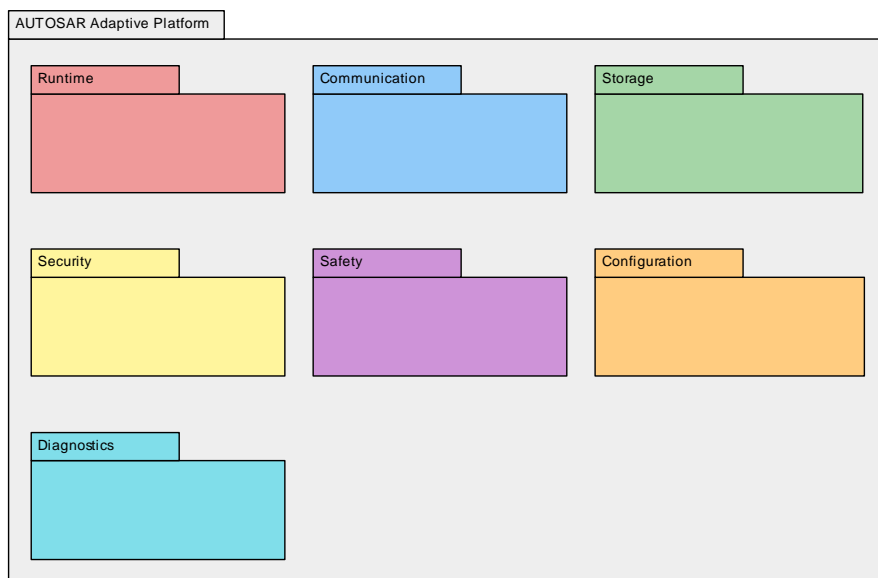 AUTOSAR Adaptive Platform
Runtime
Communication
Storage
Security
Safety
Configuration
Diagnostics